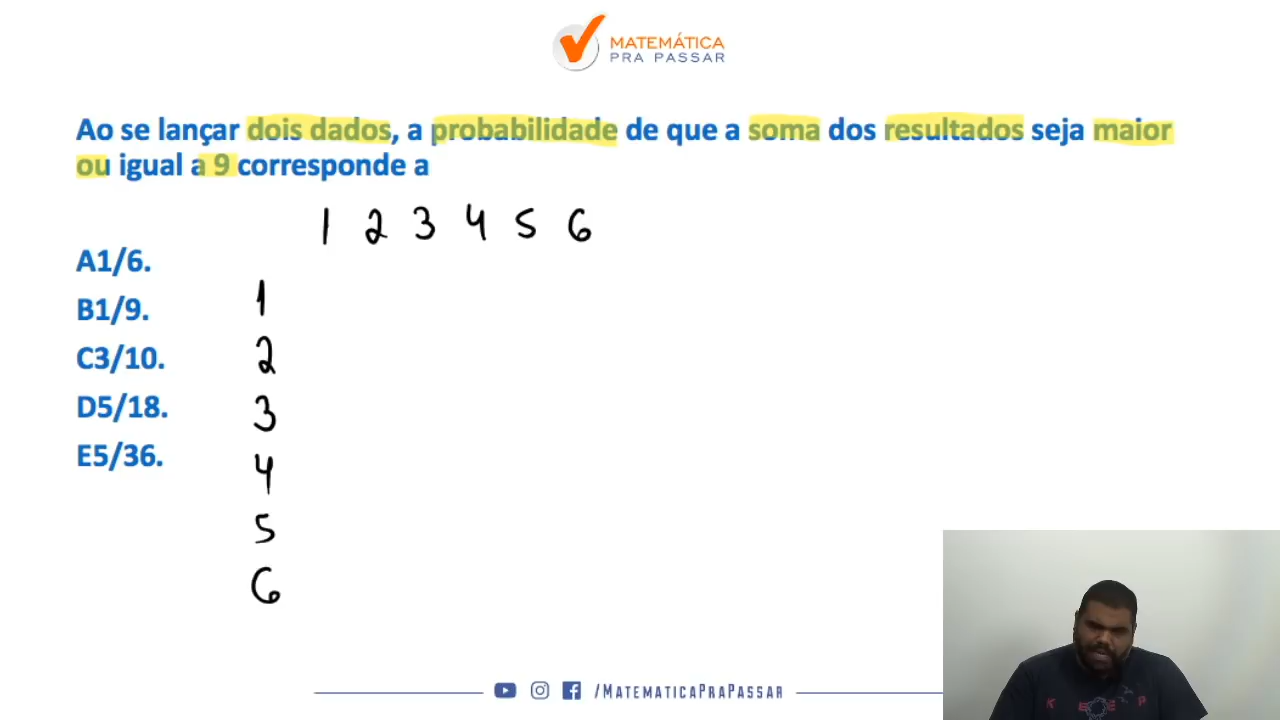 MATEMÁTICA
PRA PASSAR
Ao se lançar dois dados, a probabilidade de que a soma dos resultados seja maior
ou igual a 9 corresponde a
1 2 3 4 5 6
A1/6.
1
B1/9.
2
C3/10.
3
D5/18.
4
E5/36.
5
6
/MATEMATICAPRAPASSAR
K E E P